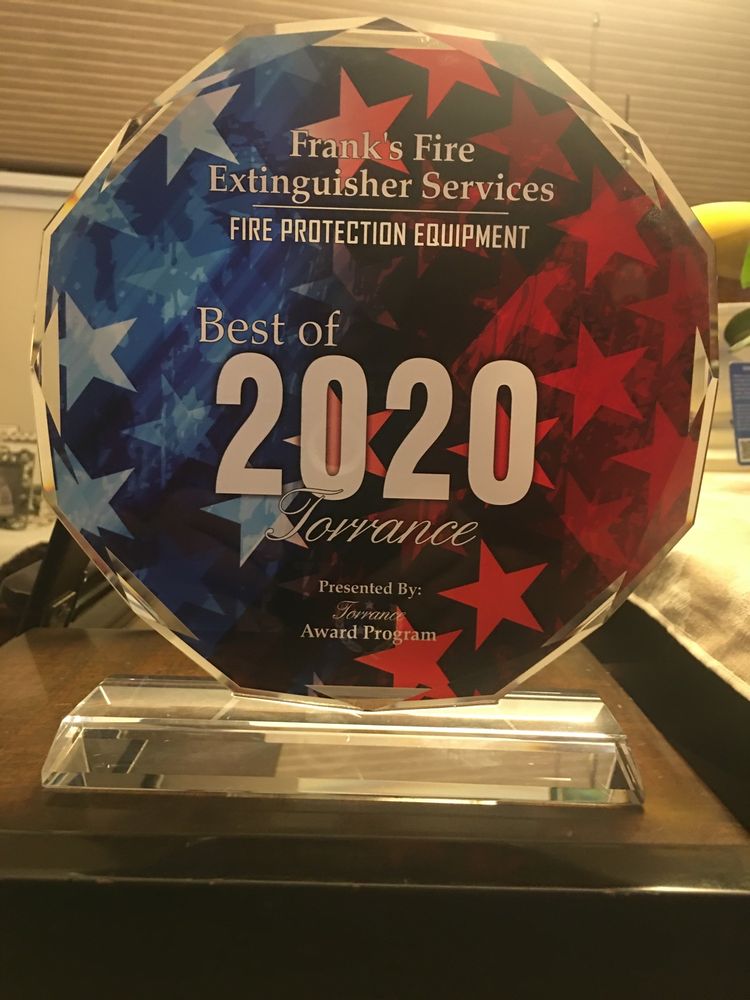 Frank's Fire
Extinguisher Services
FIRE PROTECTION EQUIPMENT
Best of
2020
Torrance
Presented By:
Torrance
Award Program